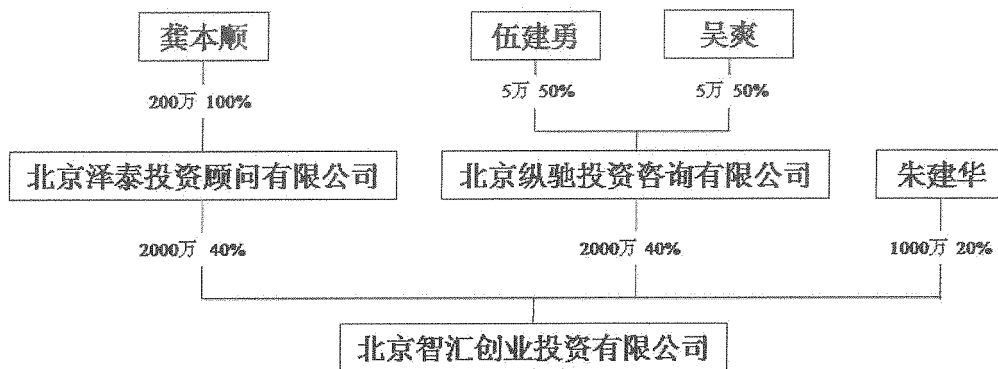 龚本顺
伍建勇
吴爽
200万 100%
5万 50%
5万 50%
北京泽泰投资顾问有限公司
北京纵驰投资咨询有限公司
朱建华
2000万 40%
2000万 40%
1000万 20%
北京智汇创业投资有限公司